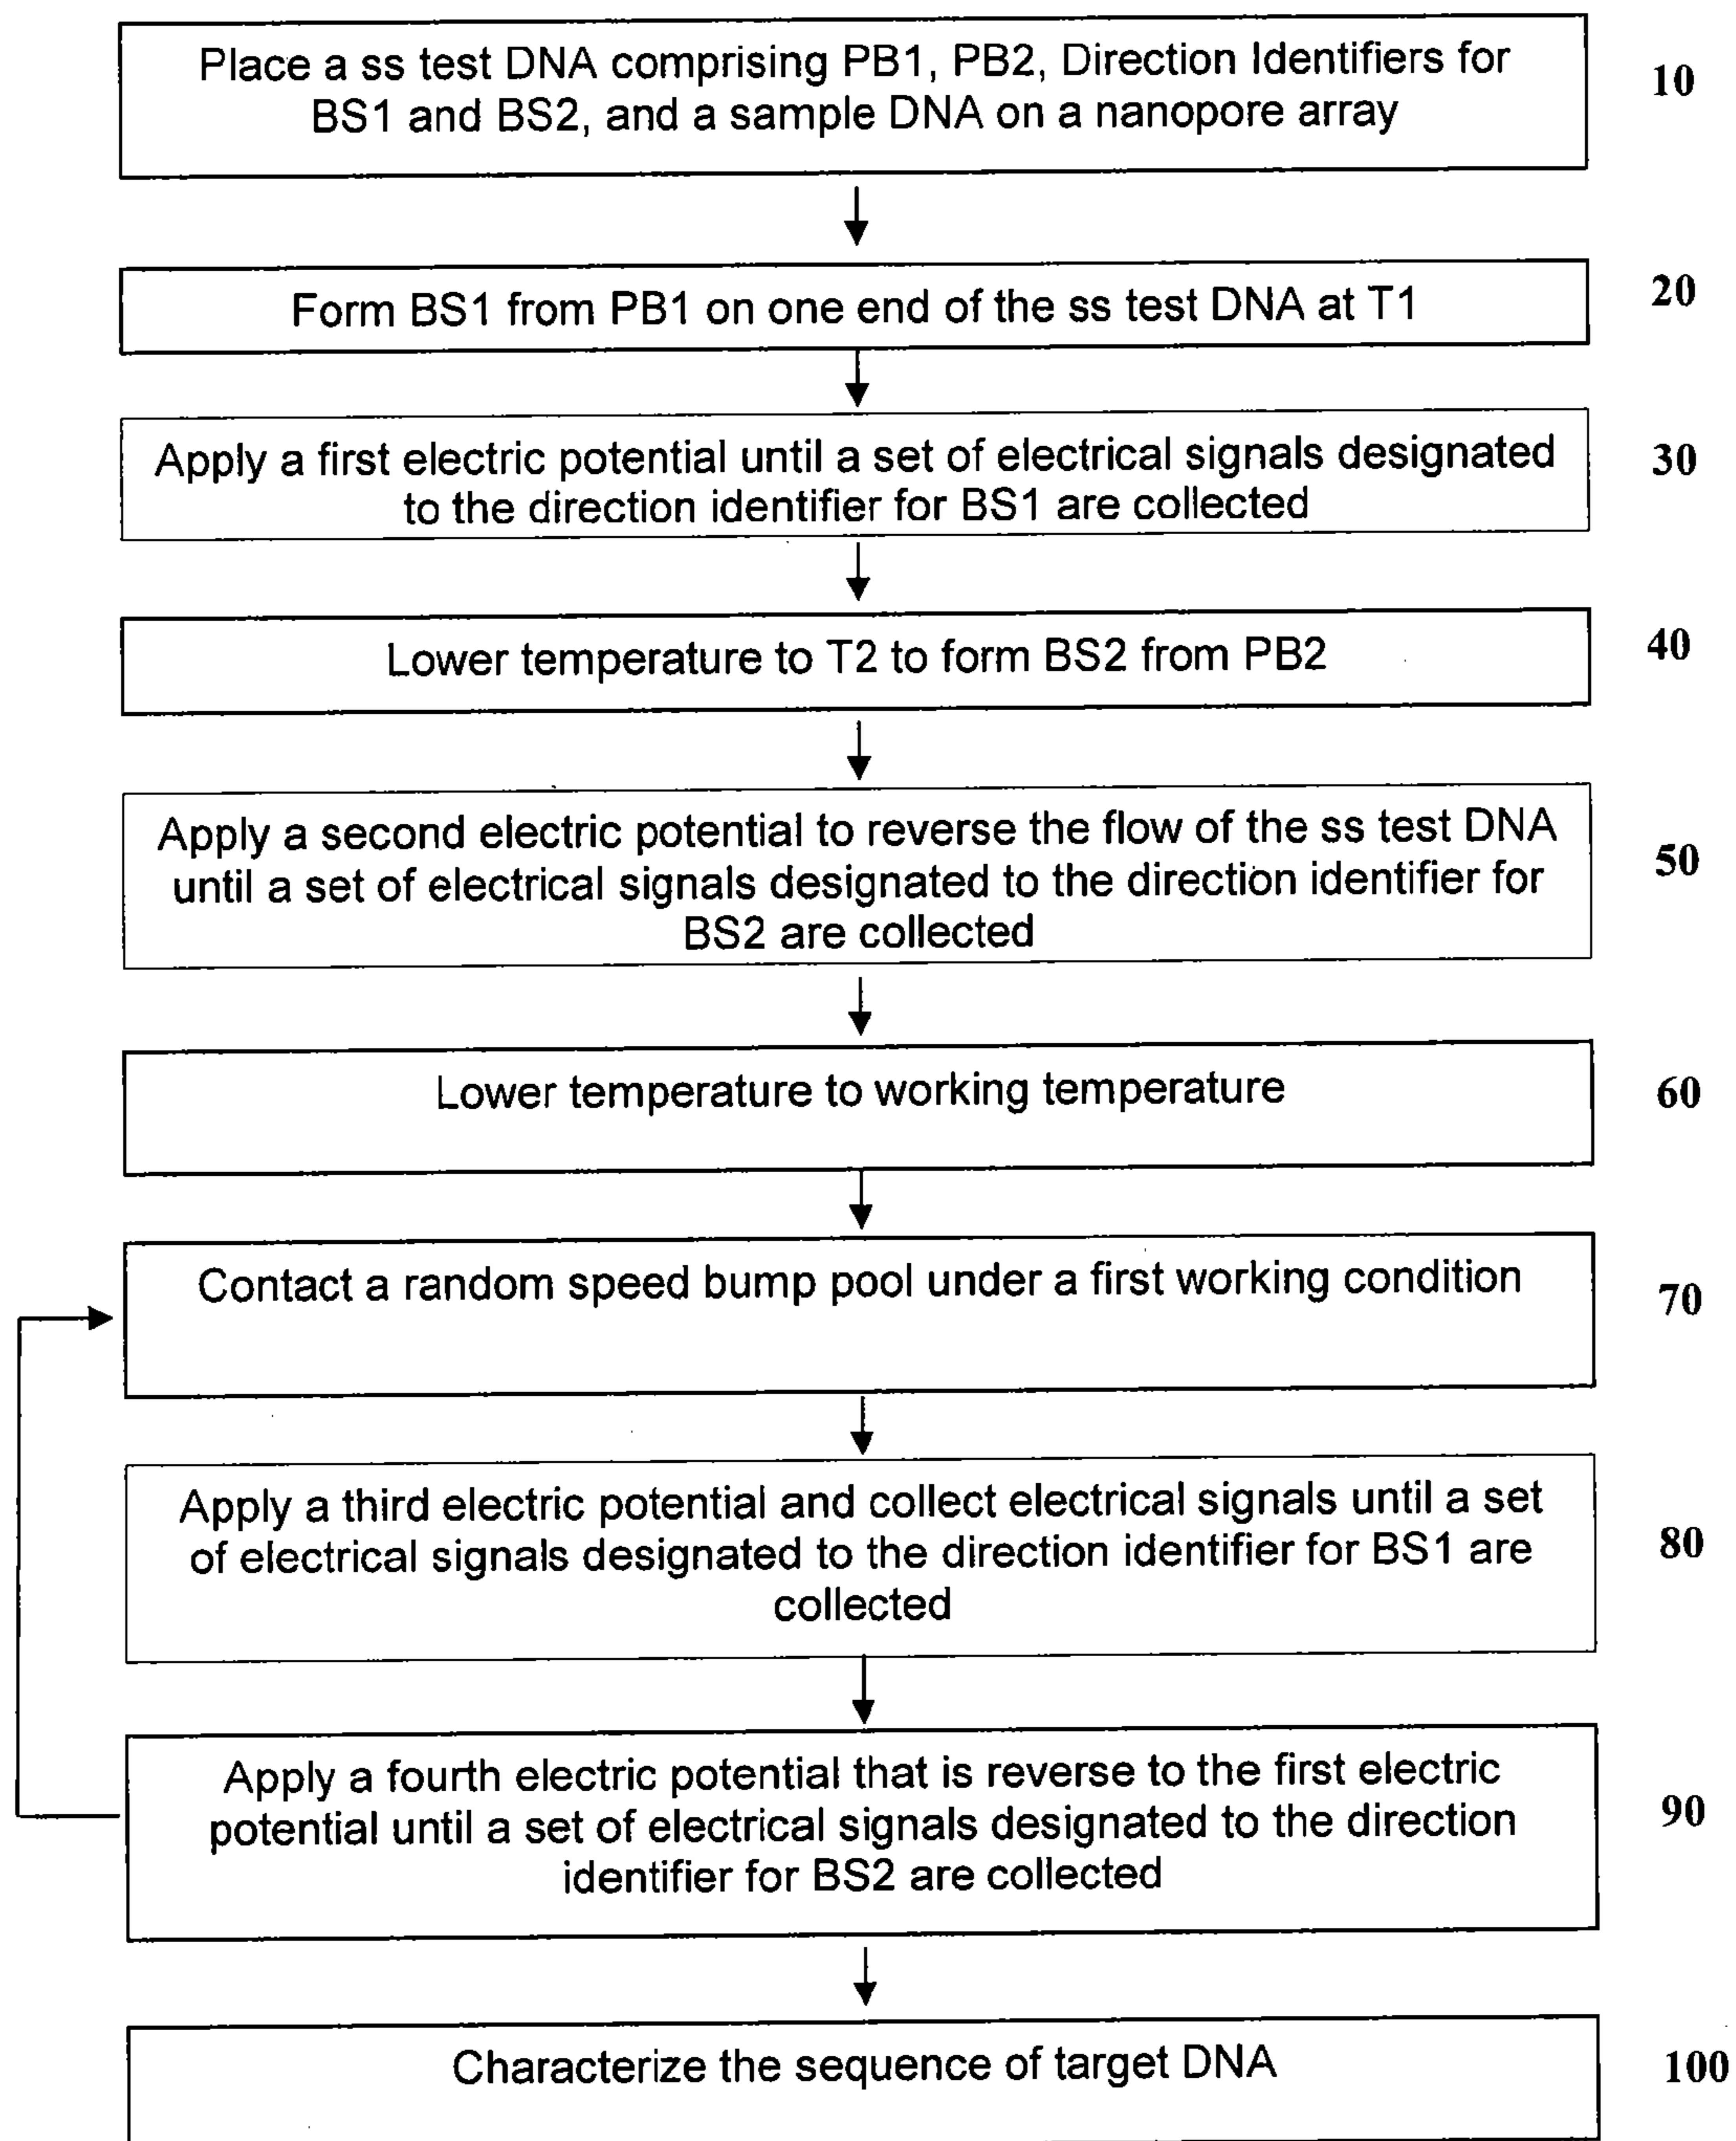 Place a ss test DNA comprising PB1, PB2, Direction Identifiers for
BS1 and BS2, and a sample DNA on a nanopore array
10
Form BS1 from PB1 on one end of the ss test DNA at T1
20
Apply a first electric potential until a set of electrical signals designated
to the direction identifier for BS1 are collected
30
Lower temperature to T2 to form BS2 from PB2
40
Apply a second electric potential to reverse the flow of the ss test DNA
until a set of electrical signals designated to the direction identifier for
BS2 are collected
50
Lower temperature to working temperature
60
Contact a random speed bump pool under a first working condition
70
Apply a third electric potential and collect electrical signals until a set
of electrical signals designated to the direction identifier for BS1 are
collected
80
Apply a fourth electric potential that is reverse to the first electric
potential until a set of electrical signals designated to the direction
identifier for BS2 are collected
90
Characterize the sequence of target DNA
100